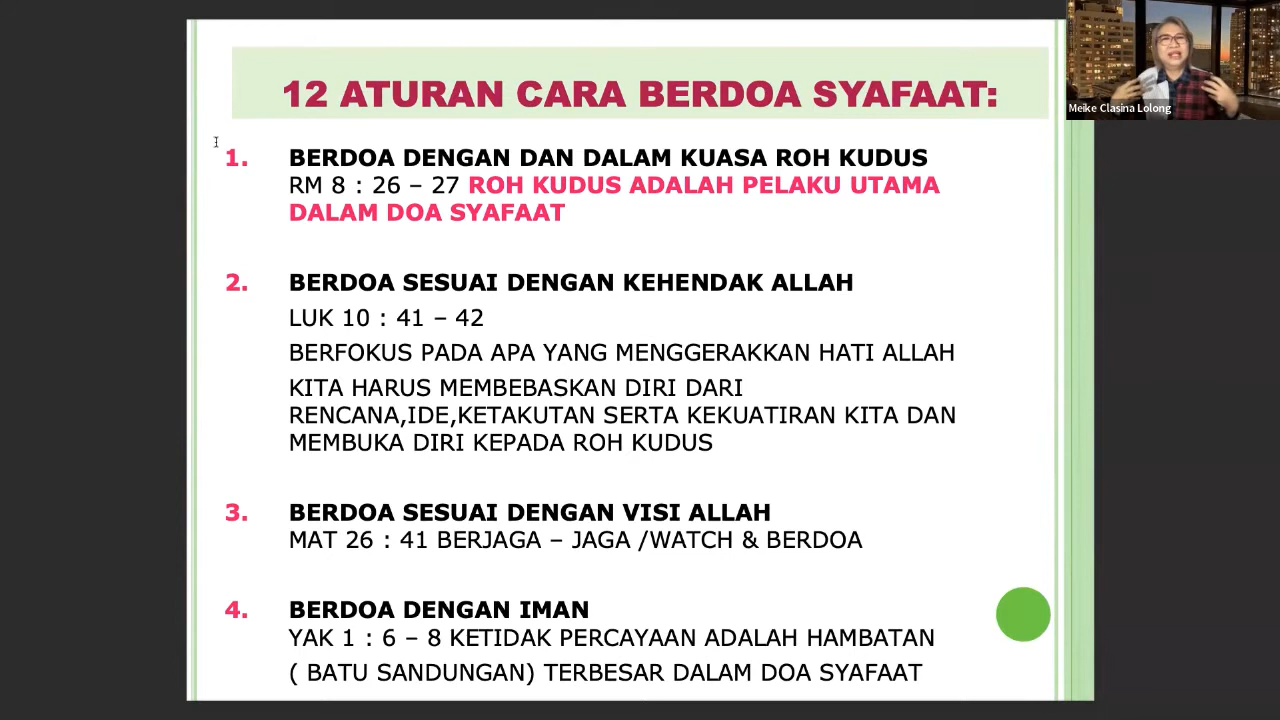 12 ATURAN CARA BERDOA SYAFAAT:
Meike Clasina Lolong
1. BERDOA DENGAN DAN DALAM KUASA ROH KUDUS
RM 8 : 26 – 27 ROH KUDUS ADALAH PELAKU UTAMA
DALAM DOA SYAFAAT
2. BERDOA SESUAI DENGAN KEHENDAK ALLAH
LUK 10 : 41 – 42
BERFOKUS PADA APA YANG MENGGERAKKAN HATI ALLAH
KITA HARUS MEMBEBASKAN DIRI DARI
RENCANA,IDE,KETAKUTAN SERTA KEKUATIRAN KITA DAN
MEMBUKA DIRI KEPADA ROH KUDUS
3. BERDOA SESUAI DENGAN VISI ALLAH
MAT 26 : 41 BERJAGA – JAGA /WATCH & BERDOA
4. BERDOA DENGAN IMAN
YAK 1 : 6 – 8 KETIDAK PERCAYAAN ADALAH HAMBATAN
( BATU SANDUNGAN) TERBESAR DALAM DOA SYAFAAT